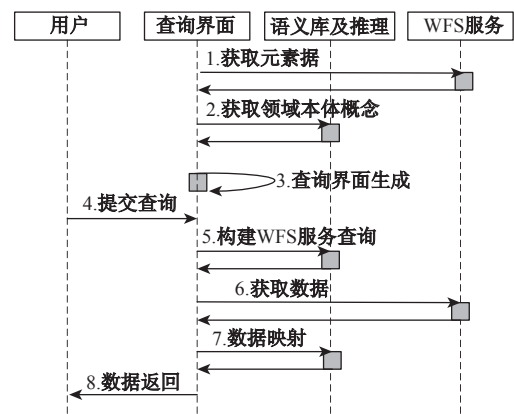 用户 查询界面 语义库及推理 WFS服务
1.获取元素据
2.获取领域本体概念
3.查询界面生成
4.提交查询
5.构建WFS服务查询
6.获取数据
7.数据映射
8.数据返回